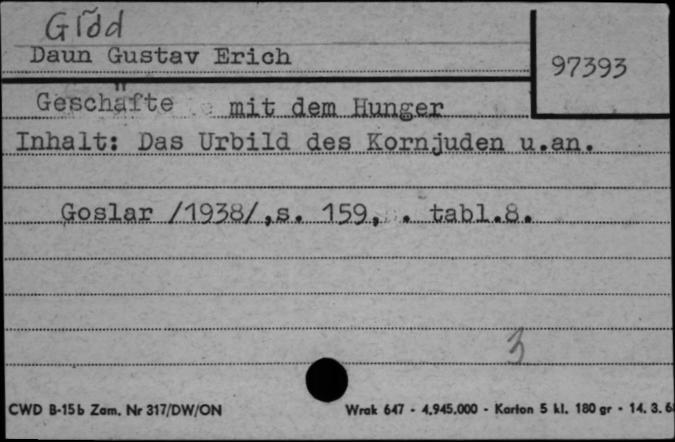 Głód
Daun Gustav Erich
97393
Geschäfte mit dem Hunger
Inhalt: Das Urbild des Kornjuden u.an.
Goslar /1938/,s. 159, . tabl.8.
3
CWD B-15b Zam. Nr 317/DW/ON Wrak 647 - 4.945.000 - Karton 5 kl. 180 gr - 14. 3. 6